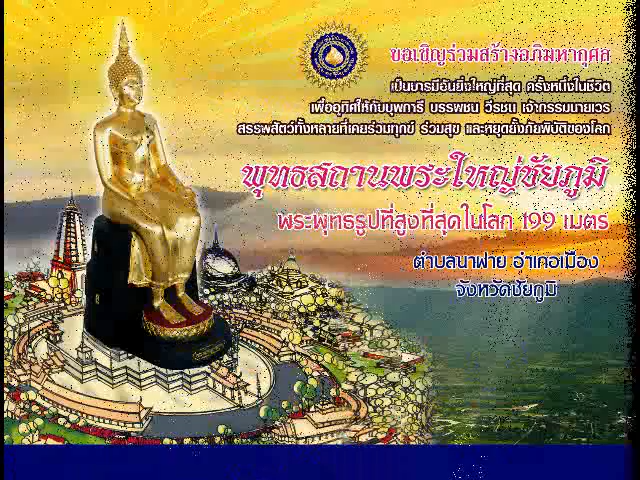 ขอเชิญร่วมสร้างอภิมหากุศล
เป็นบารมีอันยิ่งใหญ่ที่สุด ครั้งหนึ่งในชีวิต
เพื่ออุทิศให้กับบุพการี บรรพชน วีรชน เจ้ากรรมนายเวร
สรรพสัตว์ทั้งหลายที่เคยร่วมทุกข์ ร่วมสุข และหยุดยั้งภัยพิบัติของโลก
พุทธสถานพระใหญ่ชัยภูมิ
พระพุทธรูปที่สูงที่สุดในโลก 199 เมตร
ตำบลนาฝาย อำเภอเมือง
จังหวัดชัยภูมิ